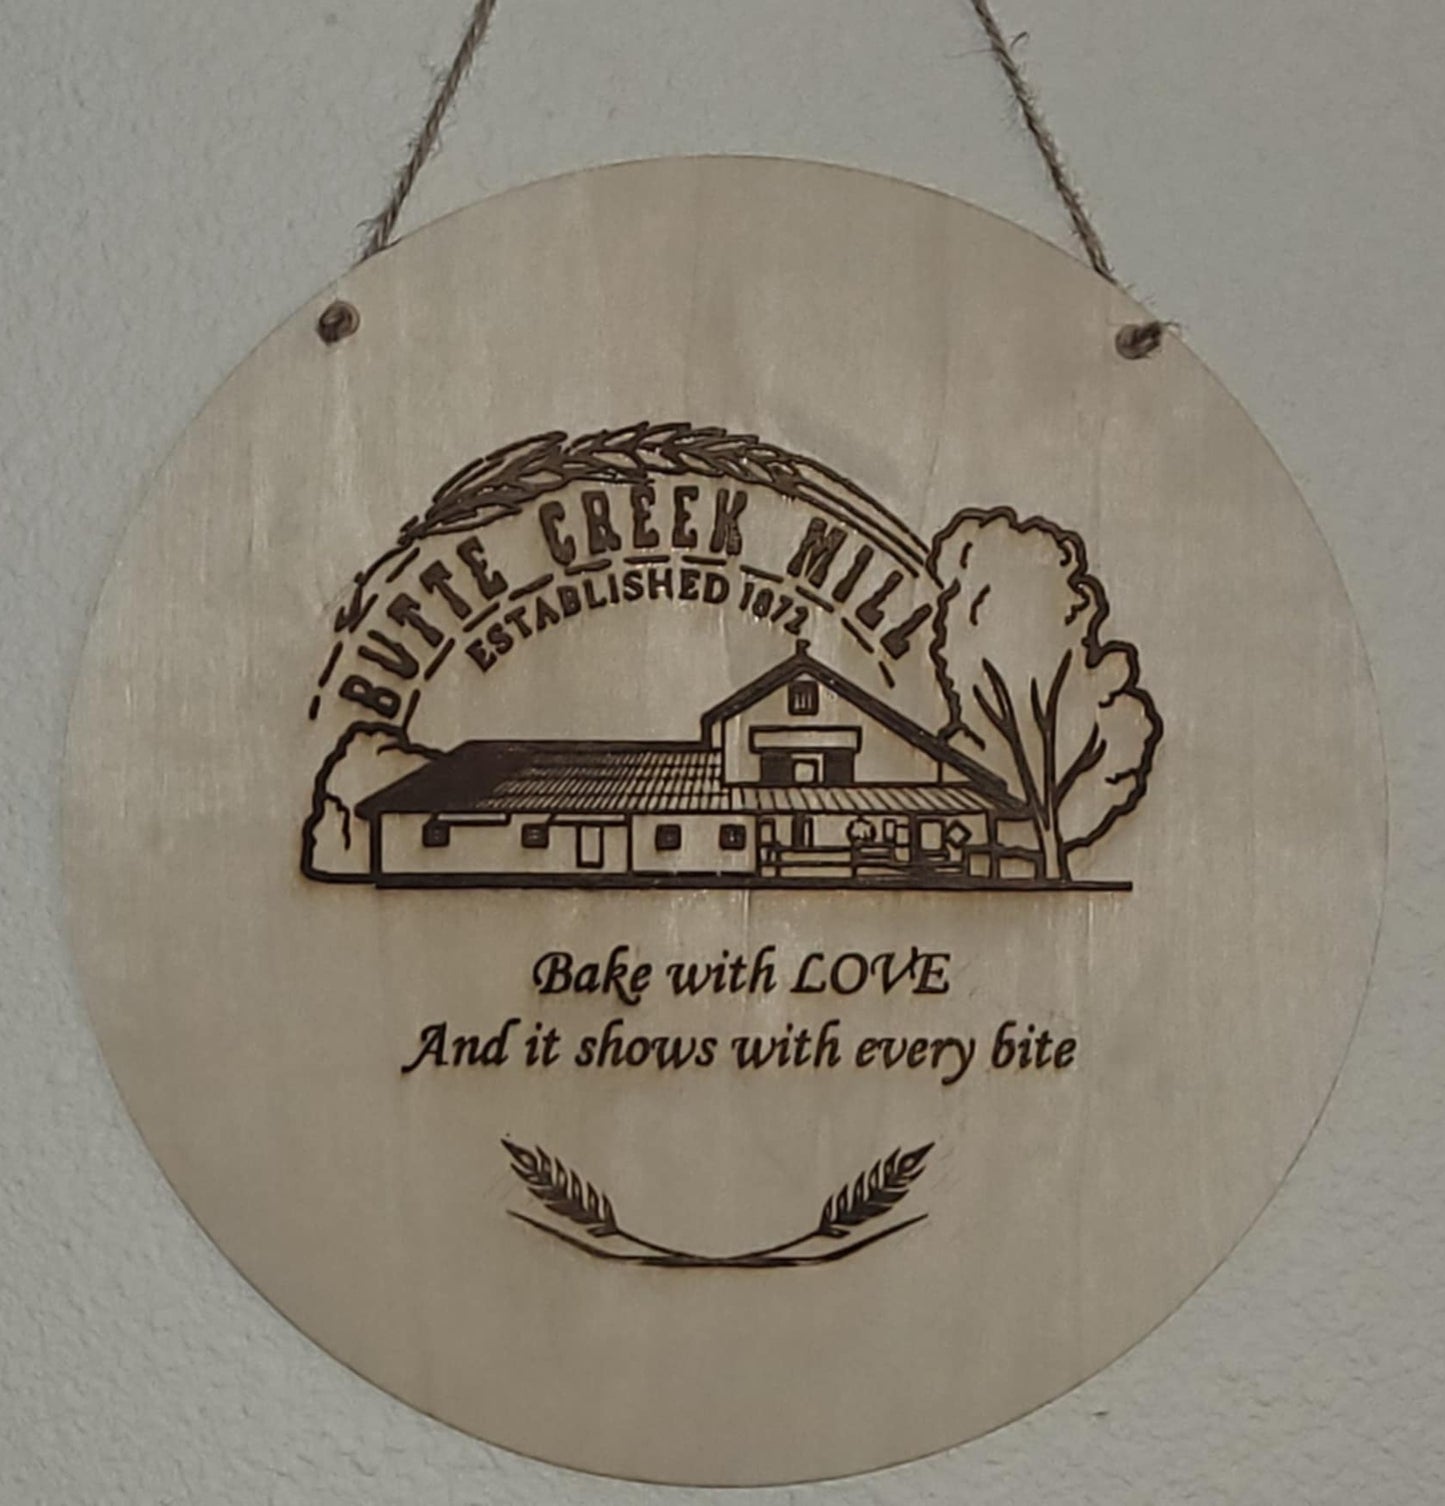 BUTTE CREEK MILL
ESTABLISHED 1872
Bake with LOVE
And it shows with every bite